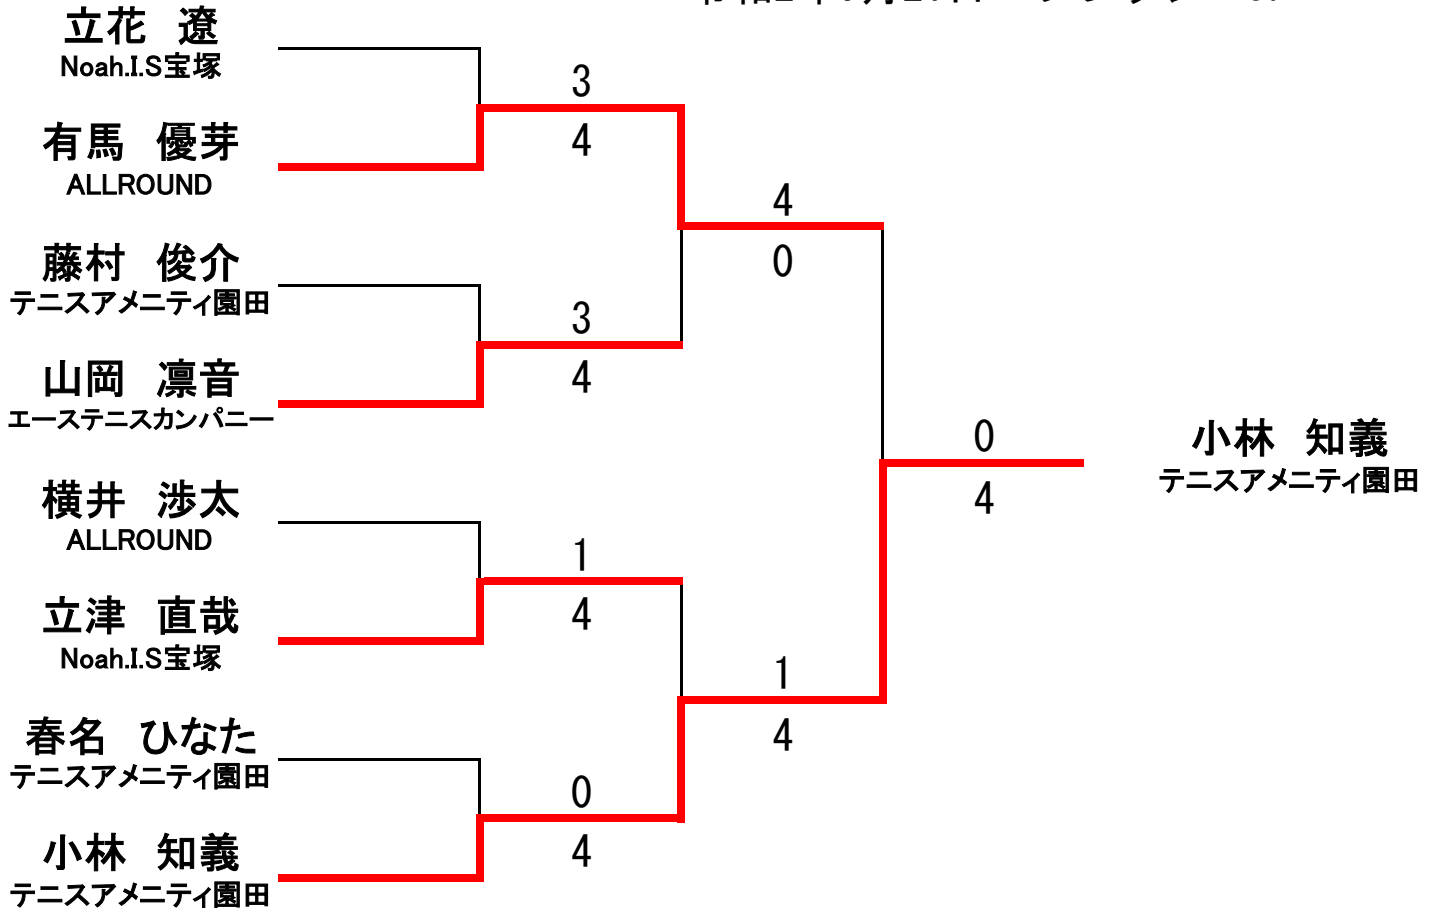 立花 遼
Noah.I.S宝塚
3
4
有馬 優芽
ALLROUND
4
0
藤村 俊介
テニスアメニティ園田
3
4
山岡 凛音
エーステニスカンパニー
0
4
小林 知義
テニスアメニティ園田
横井 渉太
ALLROUND
1
4
立津 直哉
Noah.I.S宝塚
1
4
春名 ひなた
テニスアメニティ園田
0
4
小林 知義
テニスアメニティ園田